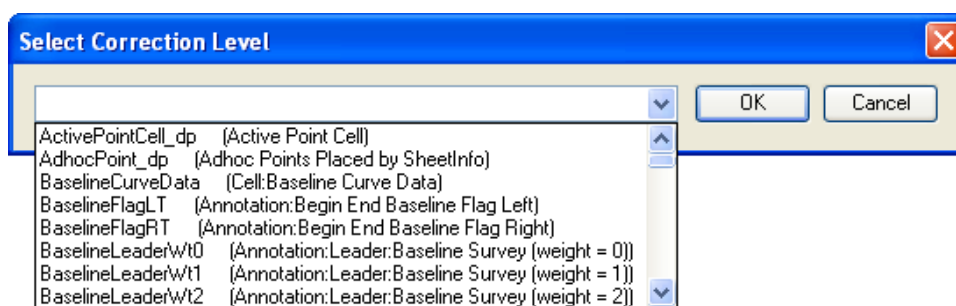 Select Correction Level
OK Cancel
ActivePointCell_dp (Active Point Cell)
AdhocPoint_dp (Adhoc Points Placed by SheetInfo)
BaselineCurveData (Cell:Baseline Curve Data)
BaselineFlagLT (Annotation:Begin End Baseline Flag Left)
BaselineFlagRT (Annotation:Begin End Baseline Flag Right)
BaselineLeaderWt0 (Annotation:Leader:Baseline Survey (weight = 0))
BaselineLeaderWt1 (Annotation:Leader:Baseline Survey (weight = 1))
BaselineLeaderWt2 (Annotation:Leader:Baseline Survey (weight = 2))